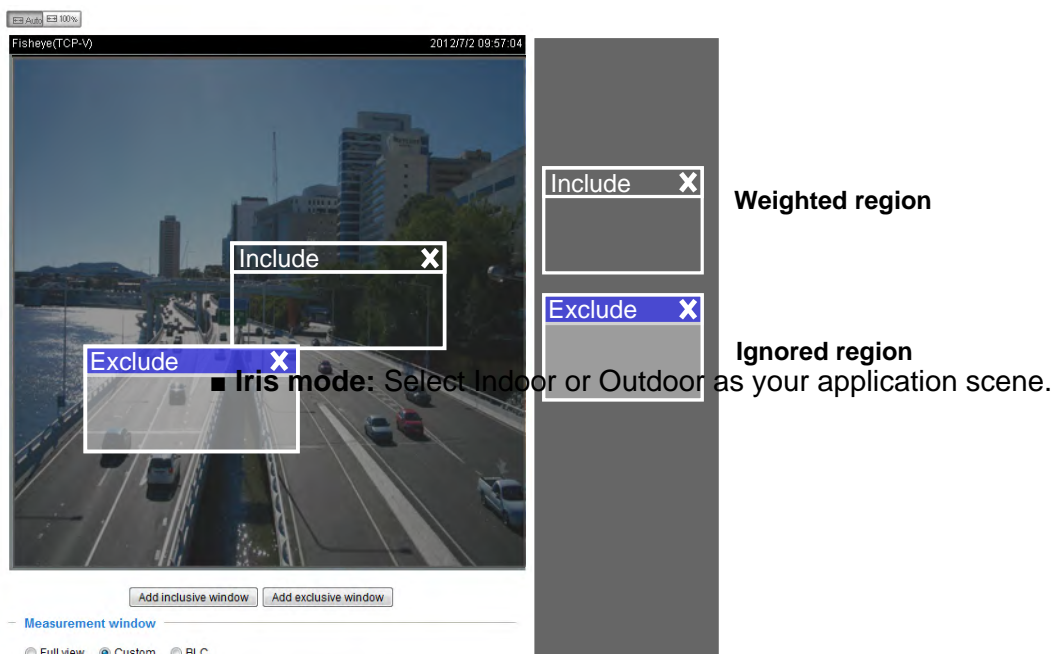 Auto 100%
Fisheye(TCP-V) 2012/7/2 09:57:04
Include
Weighted region
Include
Exclude
Exclude
Ignored region
■ Iris mode: Select Indoor or Outdoor as your application scene.
Add inclusive window Add exclusive window
Measurement window
Full view Custom BLC